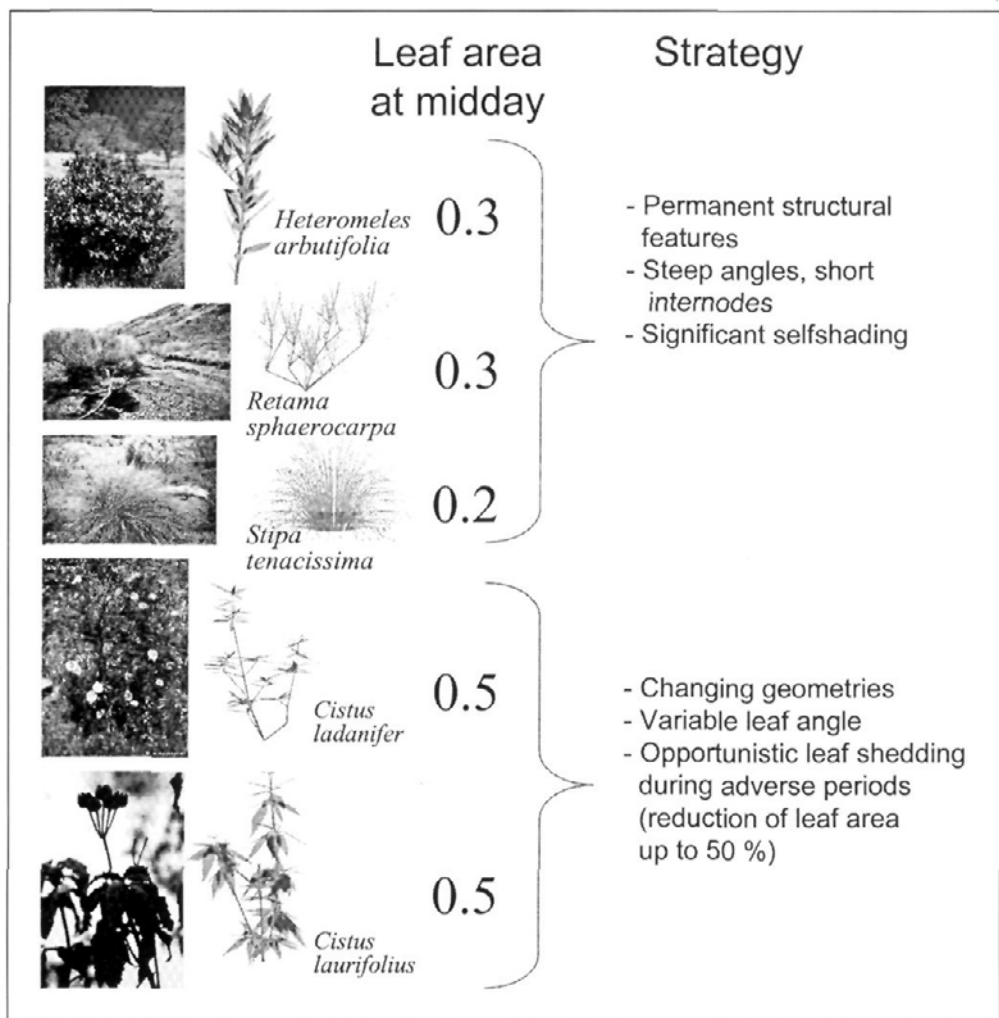 Leaf area
at midday
Strategy
Heteromeles
arbutifolia
0.3
Retama
sphaerocarpa
0.3
Stipa
tenacissima
0.2
- Permanent structural
features
- Steep angles, short
internodes
- Significant selfshading
Cistus
ladanifer
0.5
Cistus
laurifolius
0.5
- Changing geometries
- Variable leaf angle
- Opportunistic leaf shedding
during adverse periods
(reduction of leaf area
up to 50 %)